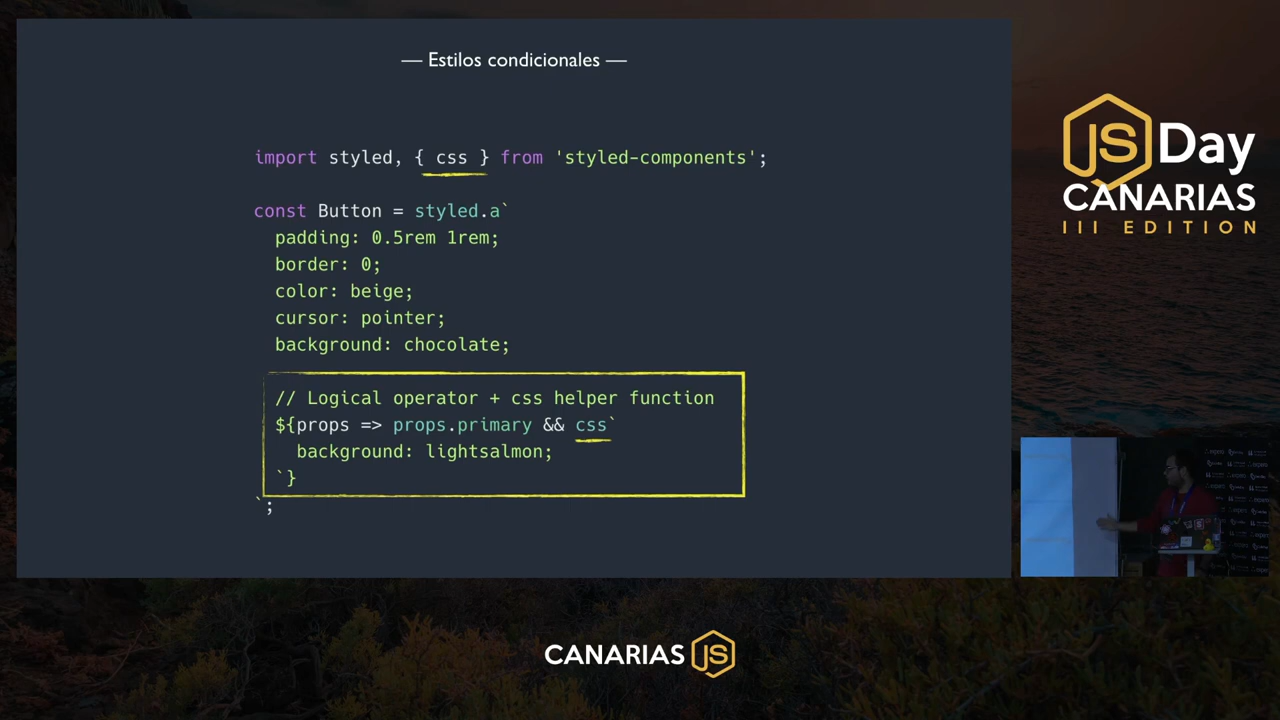 — Estilos condicionales —
import styled, { css } from 'styled-components';
const Button = styled.a`
padding: 0.5rem 1rem;
border: 0;
color: beige;
cursor: pointer;
background: chocolate;
// Logical operator + css helper function
${props => props.primary && css`
background: lightsalmon;
`}
`;
JS Day
CANARIAS
III EDITION
CANARIAS JS